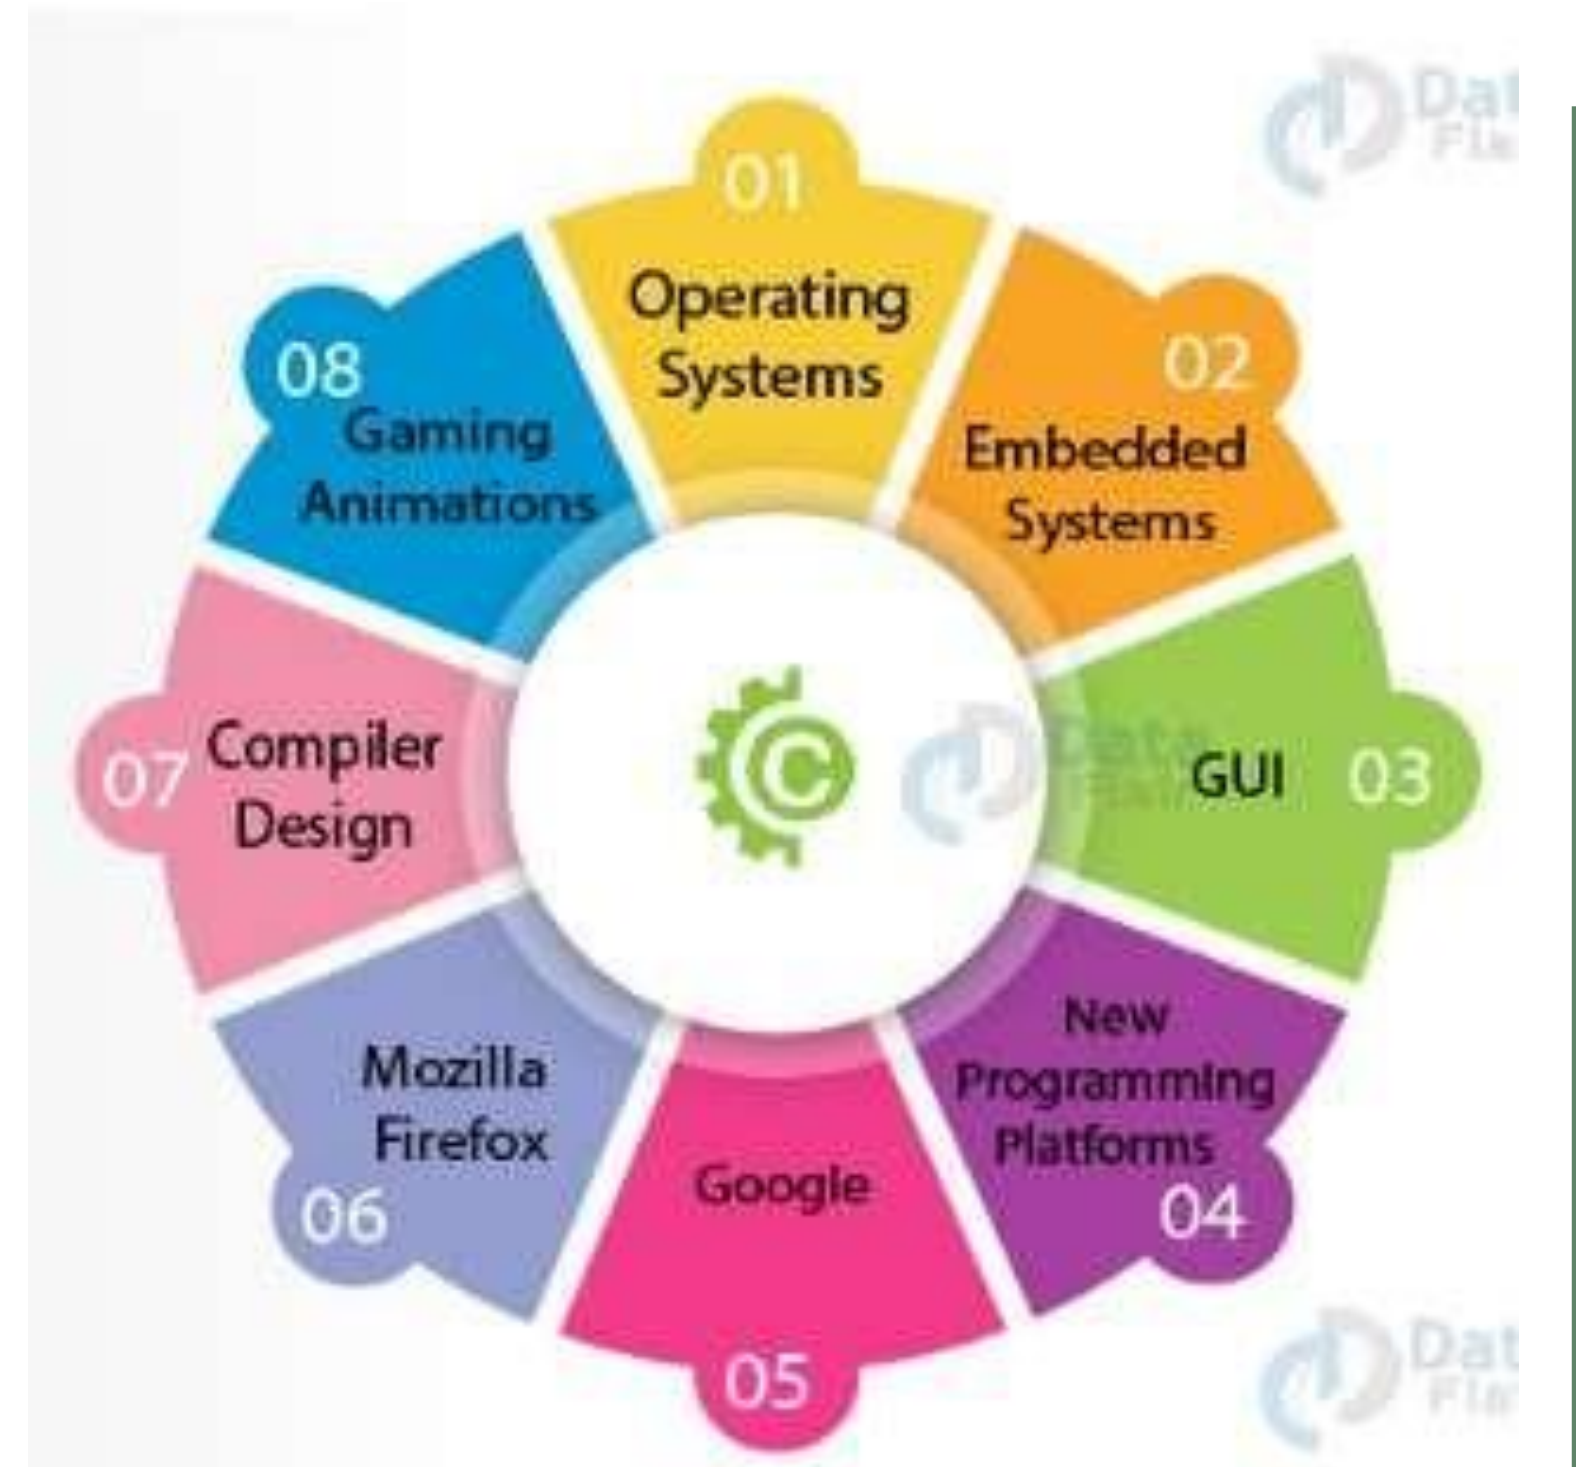 01
Operating
Systems
02
Embedded
Systems
GUI
03
New
Programming
Platforms
04
Google
05
Mozilla
Firefox
06
07
Compiler
Design
08
Gaming
Animations
C
Data